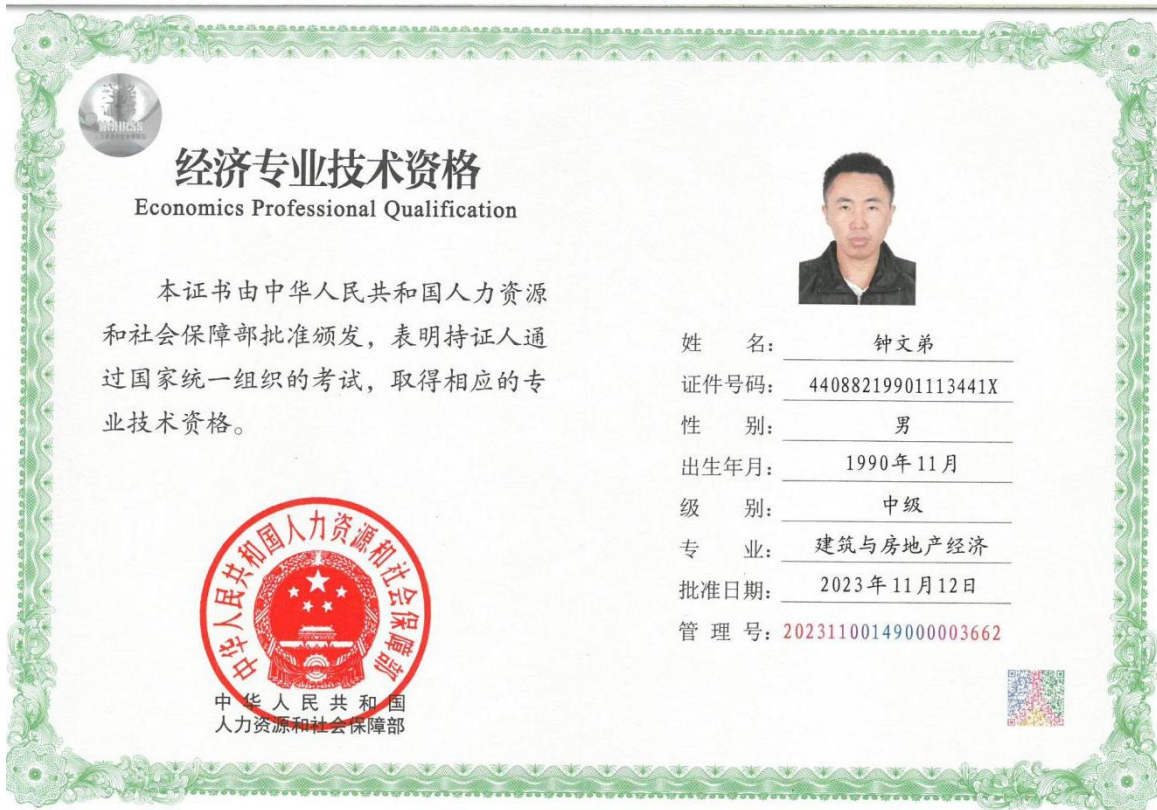 经济专业技术资格
Economics Professional Qualification
本证书由中华人民共和国人力资源
和社会保障部批准颁发，表明持证人通
过国家统一组织的考试，取得相应的专
业技术资格。
中华人民共和国人力资源和社会保障部
中华人民共和国
人力资源和社会保障部
姓 名： 钟文弟
证件号码： 44088219901113441X
性 别： 男
出生年月： 1990年11月
级 别： 中级
专 业： 建筑与房地产经济
批准日期： 2023年11月12日
管 理 号： 20231100149000003662